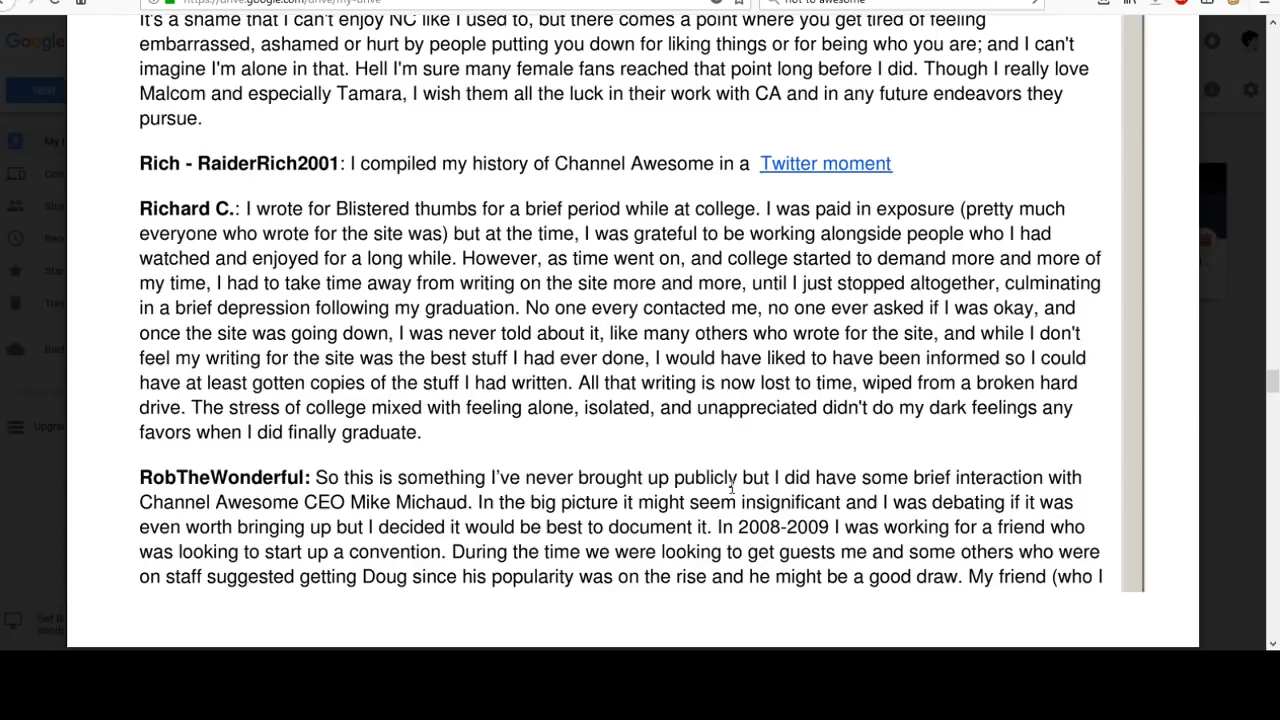 https://drive.google.com/drive/my-drive
not to awesome
Google
It's a shame that I can't enjoy NC like I used to, but there comes a point where you get tired of feeling
embarrassed, ashamed or hurt by people putting you down for liking things or for being who you are; and I can't
imagine I'm alone in that. Hell I'm sure many female fans reached that point long before I did. Though I really love
Malcom and especially Tamara, I wish them all the luck in their work with CA and in any future endeavors they
pursue.
Rich - RaiderRich2001: I compiled my history of Channel Awesome in a Twitter moment
Richard C.: I wrote for Blistered thumbs for a brief period while at college. I was paid in exposure (pretty much
everyone who wrote for the site was) but at the time, I was grateful to be working alongside people who I had
watched and enjoyed for a long while. However, as time went on, and college started to demand more and more of
my time, I had to take time away from writing on the site more and more, until I just stopped altogether, culminating
in a brief depression following my graduation. No one every contacted me, no one ever asked if I was okay, and
once the site was going down, I was never told about it, like many others who wrote for the site, and while I don't
feel my writing for the site was the best stuff I had ever done, I would have liked to have been informed so I could
have at least gotten copies of the stuff I had written. All that writing is now lost to time, wiped from a broken hard
drive. The stress of college mixed with feeling alone, isolated, and unappreciated didn't do my dark feelings any
favors when I did finally graduate.
RobTheWonderful: So this is something I've never brought up publicly but I did have some brief interaction with
Channel Awesome CEO Mike Michaud. In the big picture it might seem insignificant and I was debating if it was
even worth bringing up but I decided it would be best to document it. In 2008-2009 I was working for a friend who
was looking to start up a convention. During the time we were looking to get guests me and some others who were
on staff suggested getting Doug since his popularity was on the rise and he might be a good draw. My friend (who I